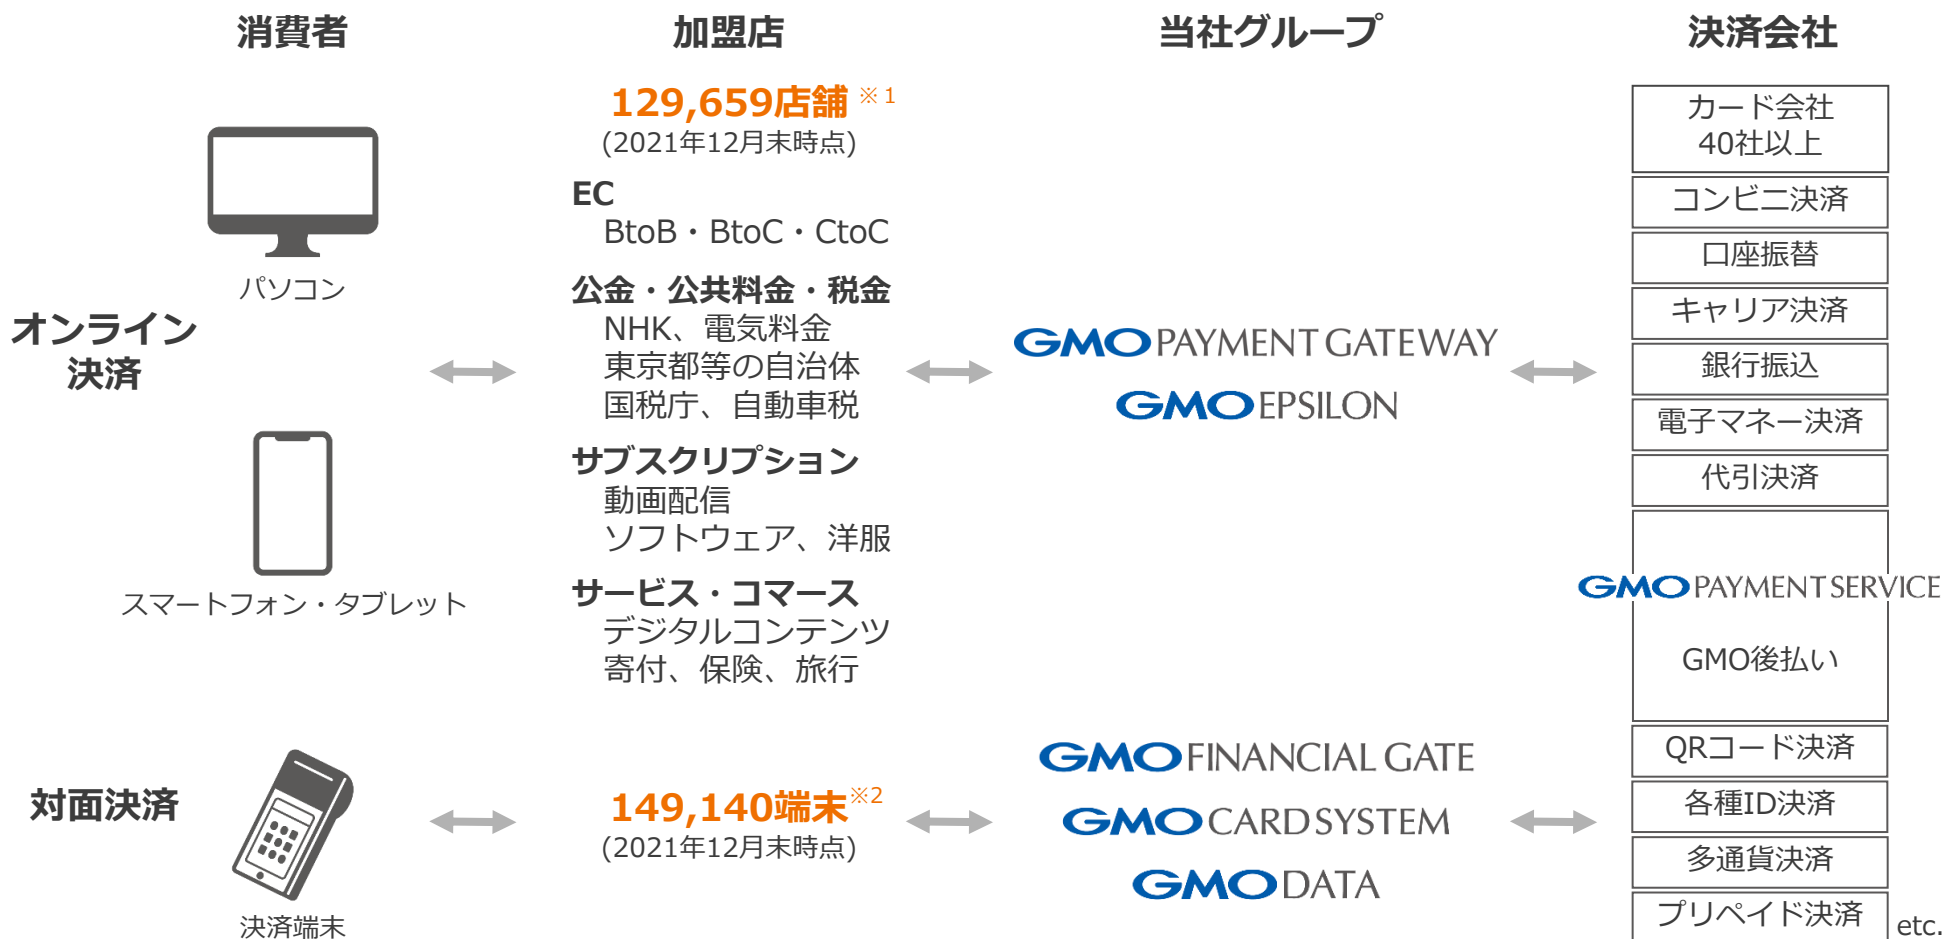 消費者
加盟店
当社グループ
決済会社
オンライン
決済
パソコン
スマートフォン・タブレット
129,659店舗 ※1
(2021年12月末時点)
EC
BtoB・BtoC・CtoC
公金・公共料金・税金
NHK、電気料金
東京都等の自治体
国税庁、自動車税
サブスクリプション
動画配信
ソフトウェア、洋服
サービス・コマース
デジタルコンテンツ
寄付、保険、旅行
GMO PAYMENT GATEWAY
GMO EPSILON
対面決済
決済端末
149,140端末※2
(2021年12月末時点)
GMO FINANCIAL GATE
GMO CARD SYSTEM
GMO DATA
カード会社
40社以上
コンビニ決済
口座振替
キャリア決済
銀行振込
電子マネー決済
代引決済
GMO PAYMENT SERVICE
GMO後払い
QRコード決済
各種ID決済
多通貨決済
プリペイド決済
etc.